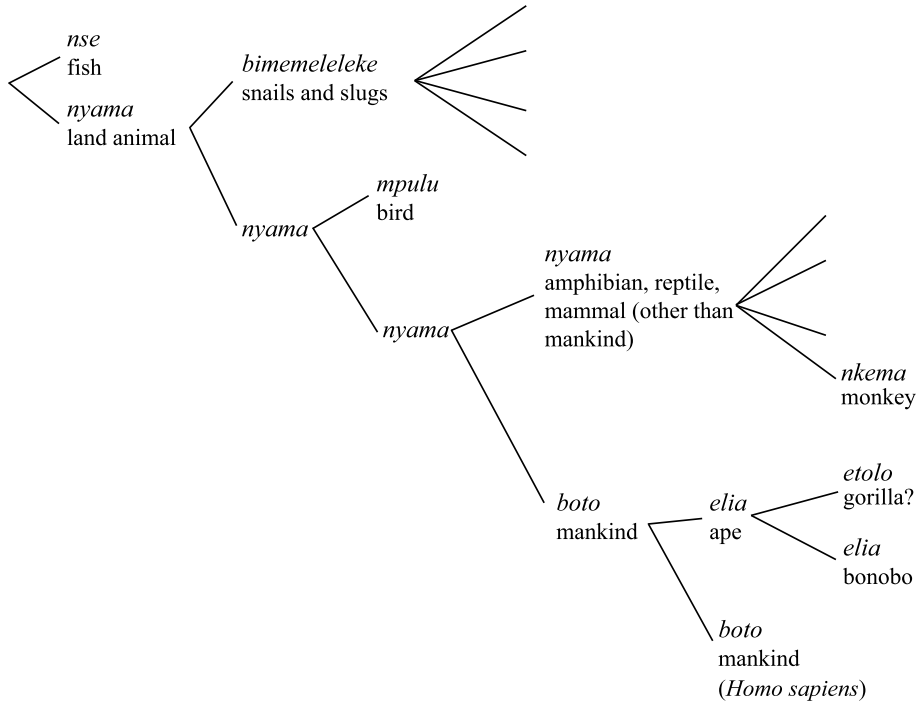 nse
fish
nyama
land animal
bimemeleleke
snails and slugs
nyama
mpulu
bird
nyama
nyama
amphibian, reptile,
mammal (other than
mankind)
nkema
monkey
boto
mankind
elia
ape
etolo
gorilla?
elia
bonobo
boto
mankind
(Homo sapiens)